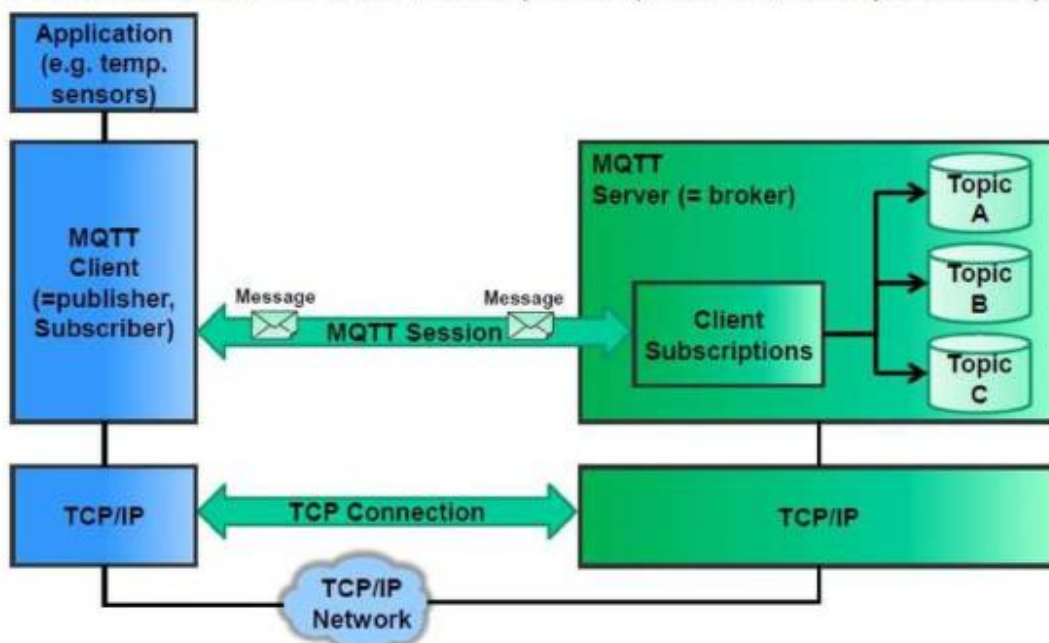 Application
(e.g. temp.
sensors)
MQTT
Client
(=publisher,
Subscriber)
Message
Message
MQTT Session
MQTT
Server (= broker)
Client
Subscriptions
Topic
A
Topic
B
Topic
C
TCP/IP
TCP Connection
TCP/IP
TCP/IP
Network